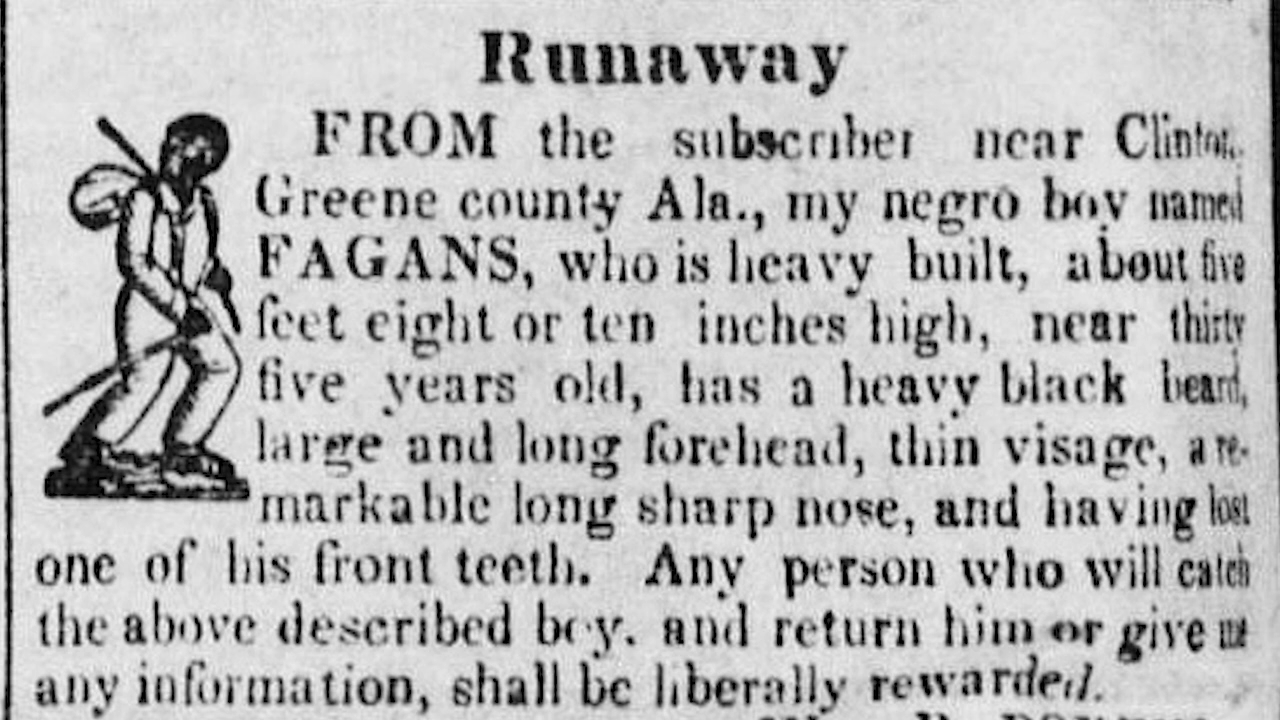 Runaway
FROM the subscriber near Clinton,
Greene county Ala., my negro boy named
FAGANS, who is heavy built, about five
feet eight or ten inches high, near thirty
five years old, has a heavy black beard,
large and long forehead, thin visage, a re-
markable long sharp nose, and having lost
one of his front teeth. Any person who will catch
the above described boy. and return him or give me
any information, shall be liberally rewarded.